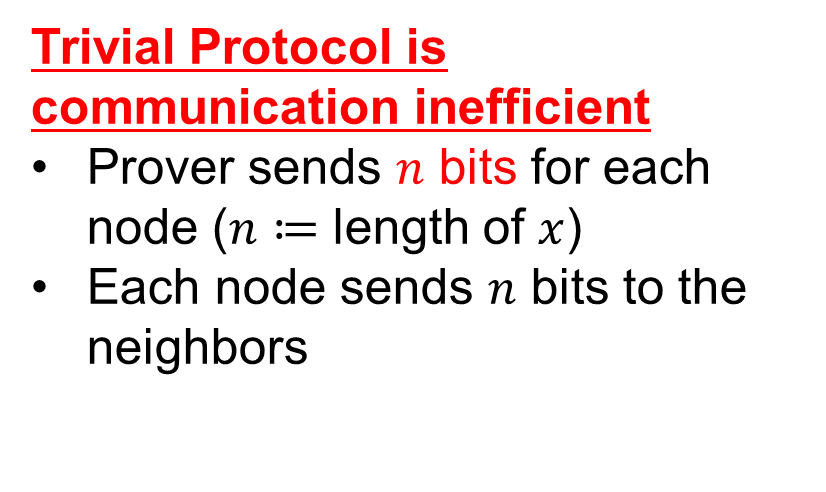 Trivial Protocol is
communication inefficient
• Prover sends 𝑛 bits for each
node (𝑛 ≔ length of 𝑥)
• Each node sends 𝑛 bits to the
neighbors